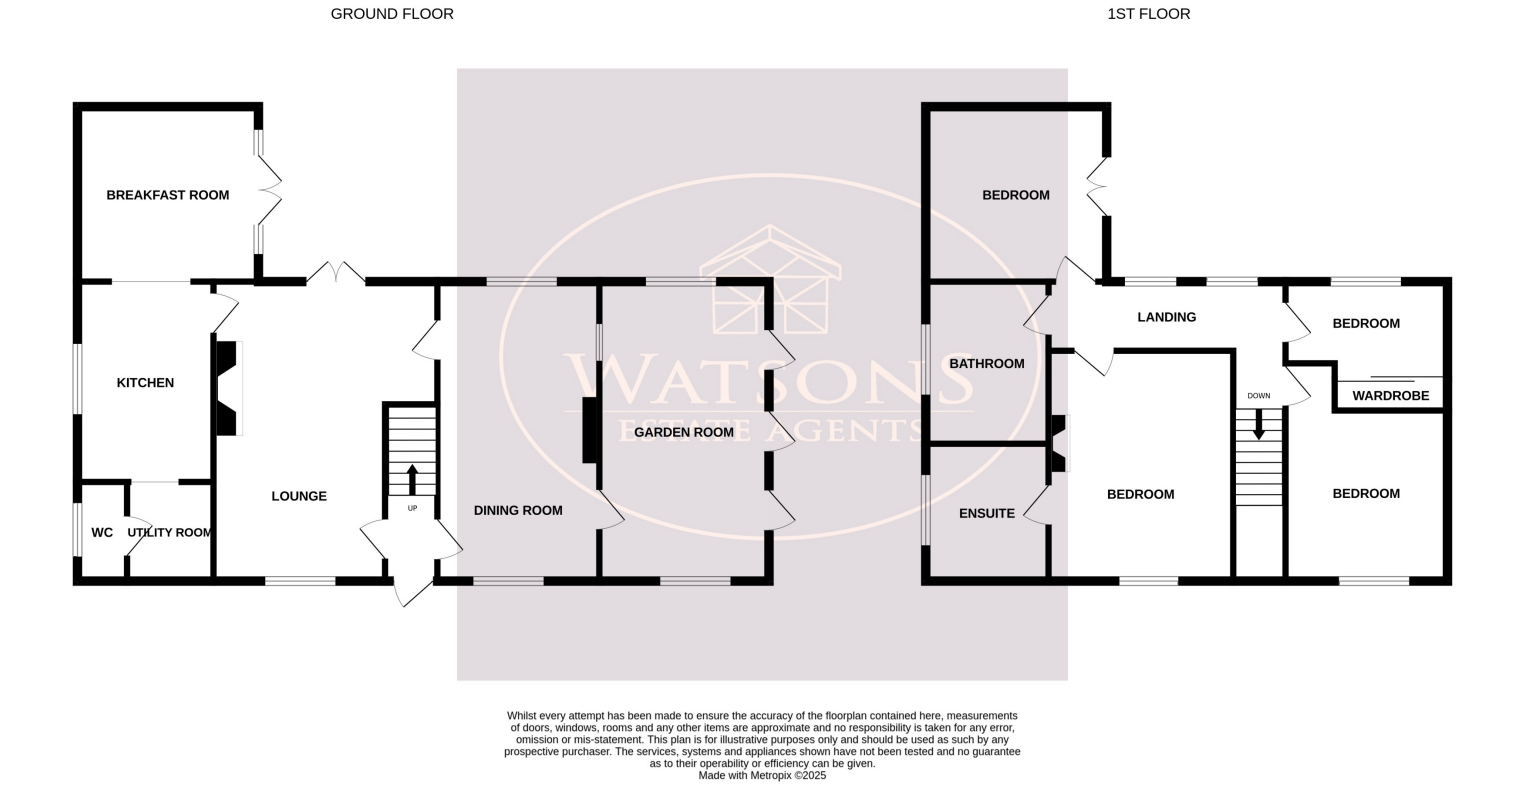 GROUND FLOOR
1ST FLOOR
BREAKFAST ROOM
KITCHEN
LOUNGE
WC
UTILITY ROOM
UP
DINING ROOM
GARDEN ROOM
WATSONS
ESTATE AGENTS
BEDROOM
LANDING
BEDROOM
BATHROOM
DOWN
WARDROBE
BEDROOM
BEDROOM
ENSUITE
Whilst every attempt has been made to ensure the accuracy of the floorplan contained here, measurements
of doors, windows, rooms and any other items are approximate and no responsibility is taken for any error,
omission or mis-statement. This plan is for illustrative purposes only and should be used as such by any
prospective purchaser. The services, systems and appliances shown have not been tested and no guarantee
as to their operability or efficiency can be given.
Made with Metropix ©2025